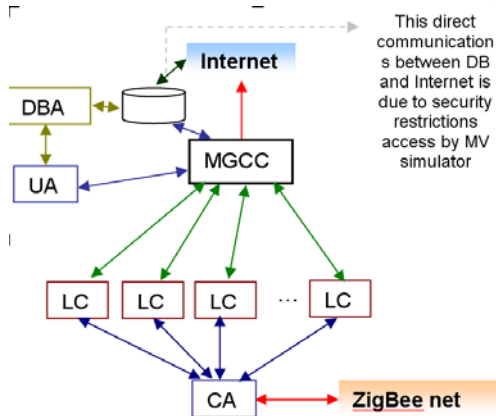 This direct
communication
s between DB
and Internet is
due to security
restrictions
access by MV
simulator
Internet
DBA
MGCC
UA
LC LC LC ... LC
CA
ZigBee net